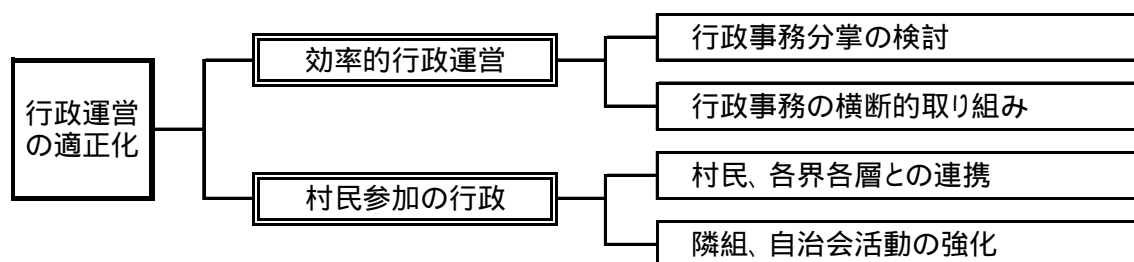 行政運営
の適正化
効率的行政運営
行政事務分掌の検討
行政事務の横断的取り組み
村民参加の行政
村民、各界各層との連携
隣組、自治会活動の強化